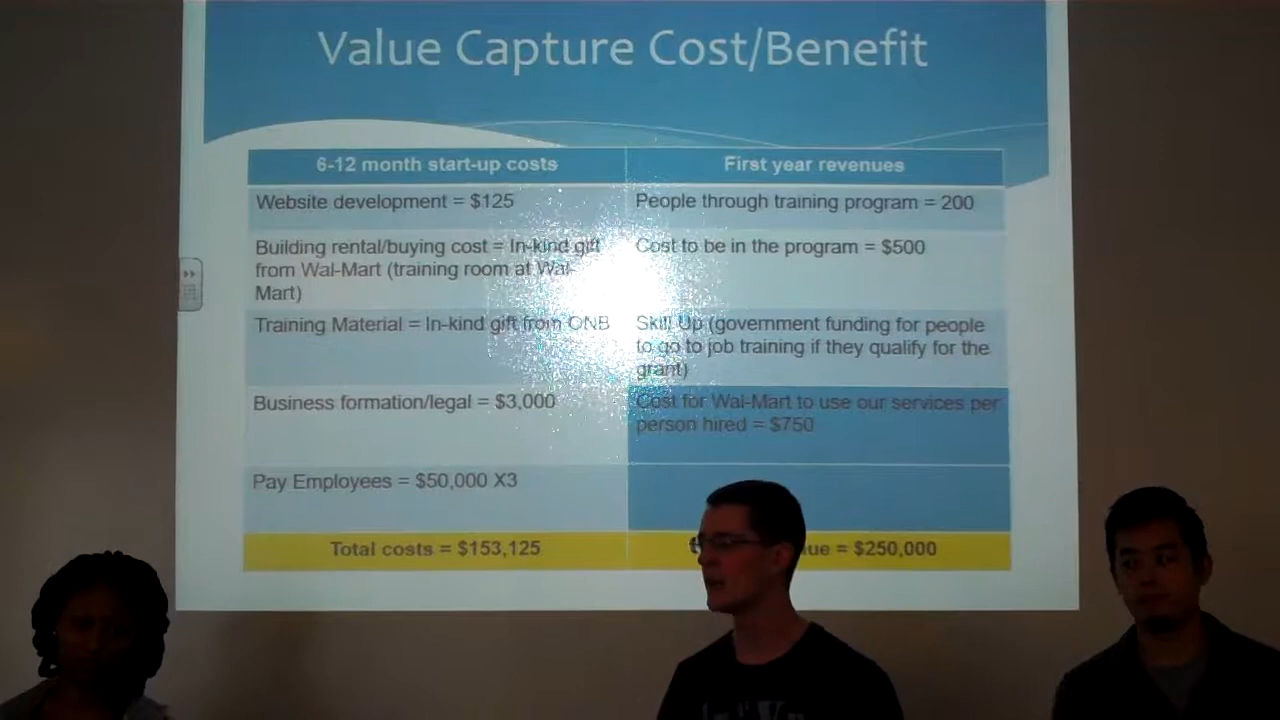 Value Capture Cost/Benefit
6-12 month start-up costs
First year revenues
Website development = $125
People through training program = 200
Building rental/buying cost = In-kind gift
from Wal-Mart (training room at Wal-
Mart)
Cost to be in the program = $500
Training Material = In-kind gift from ONB
Skill Up (government funding for people
to go to job training if they qualify for the
grant)
Business formation/legal = $3,000
Cost for Wal-Mart to use our services per
person hired = $750
Pay Employees = $50,000 X3
Total costs = $153,125
= $250,000